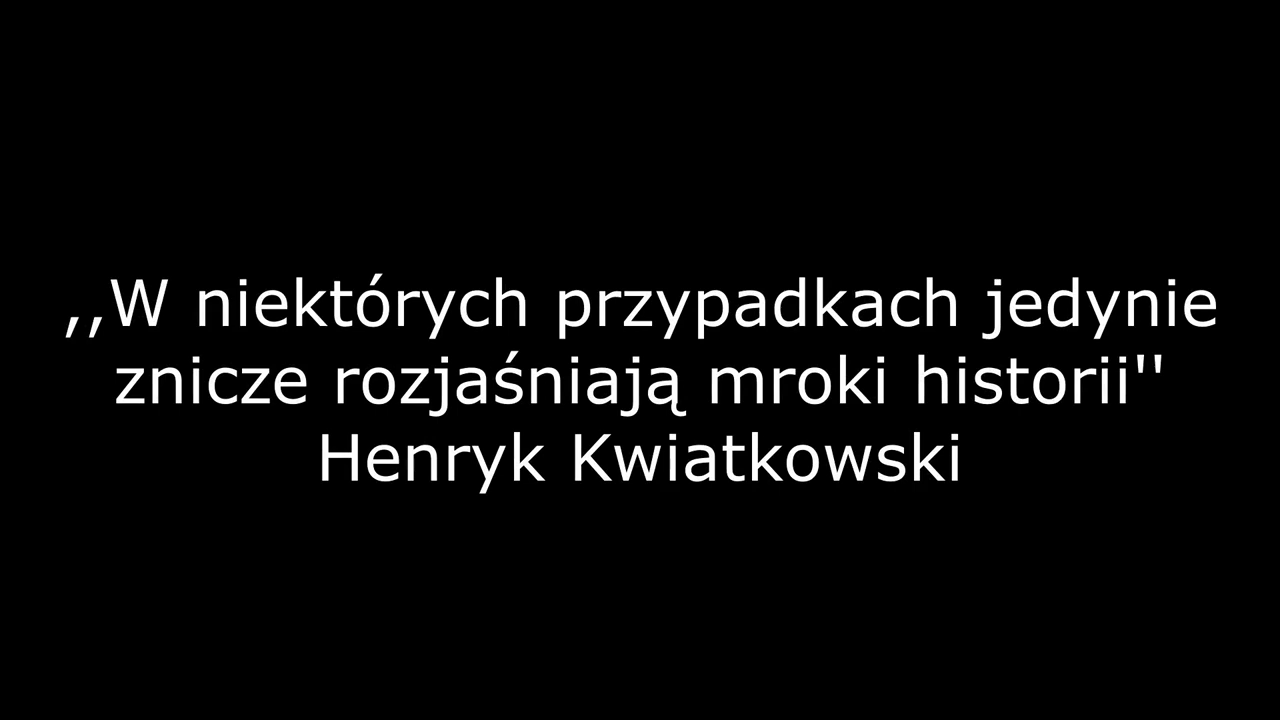 ,,W niektórych przypadkach jedynie
znicze rozjaśniają mroki historii''
Henryk Kwiatkowski